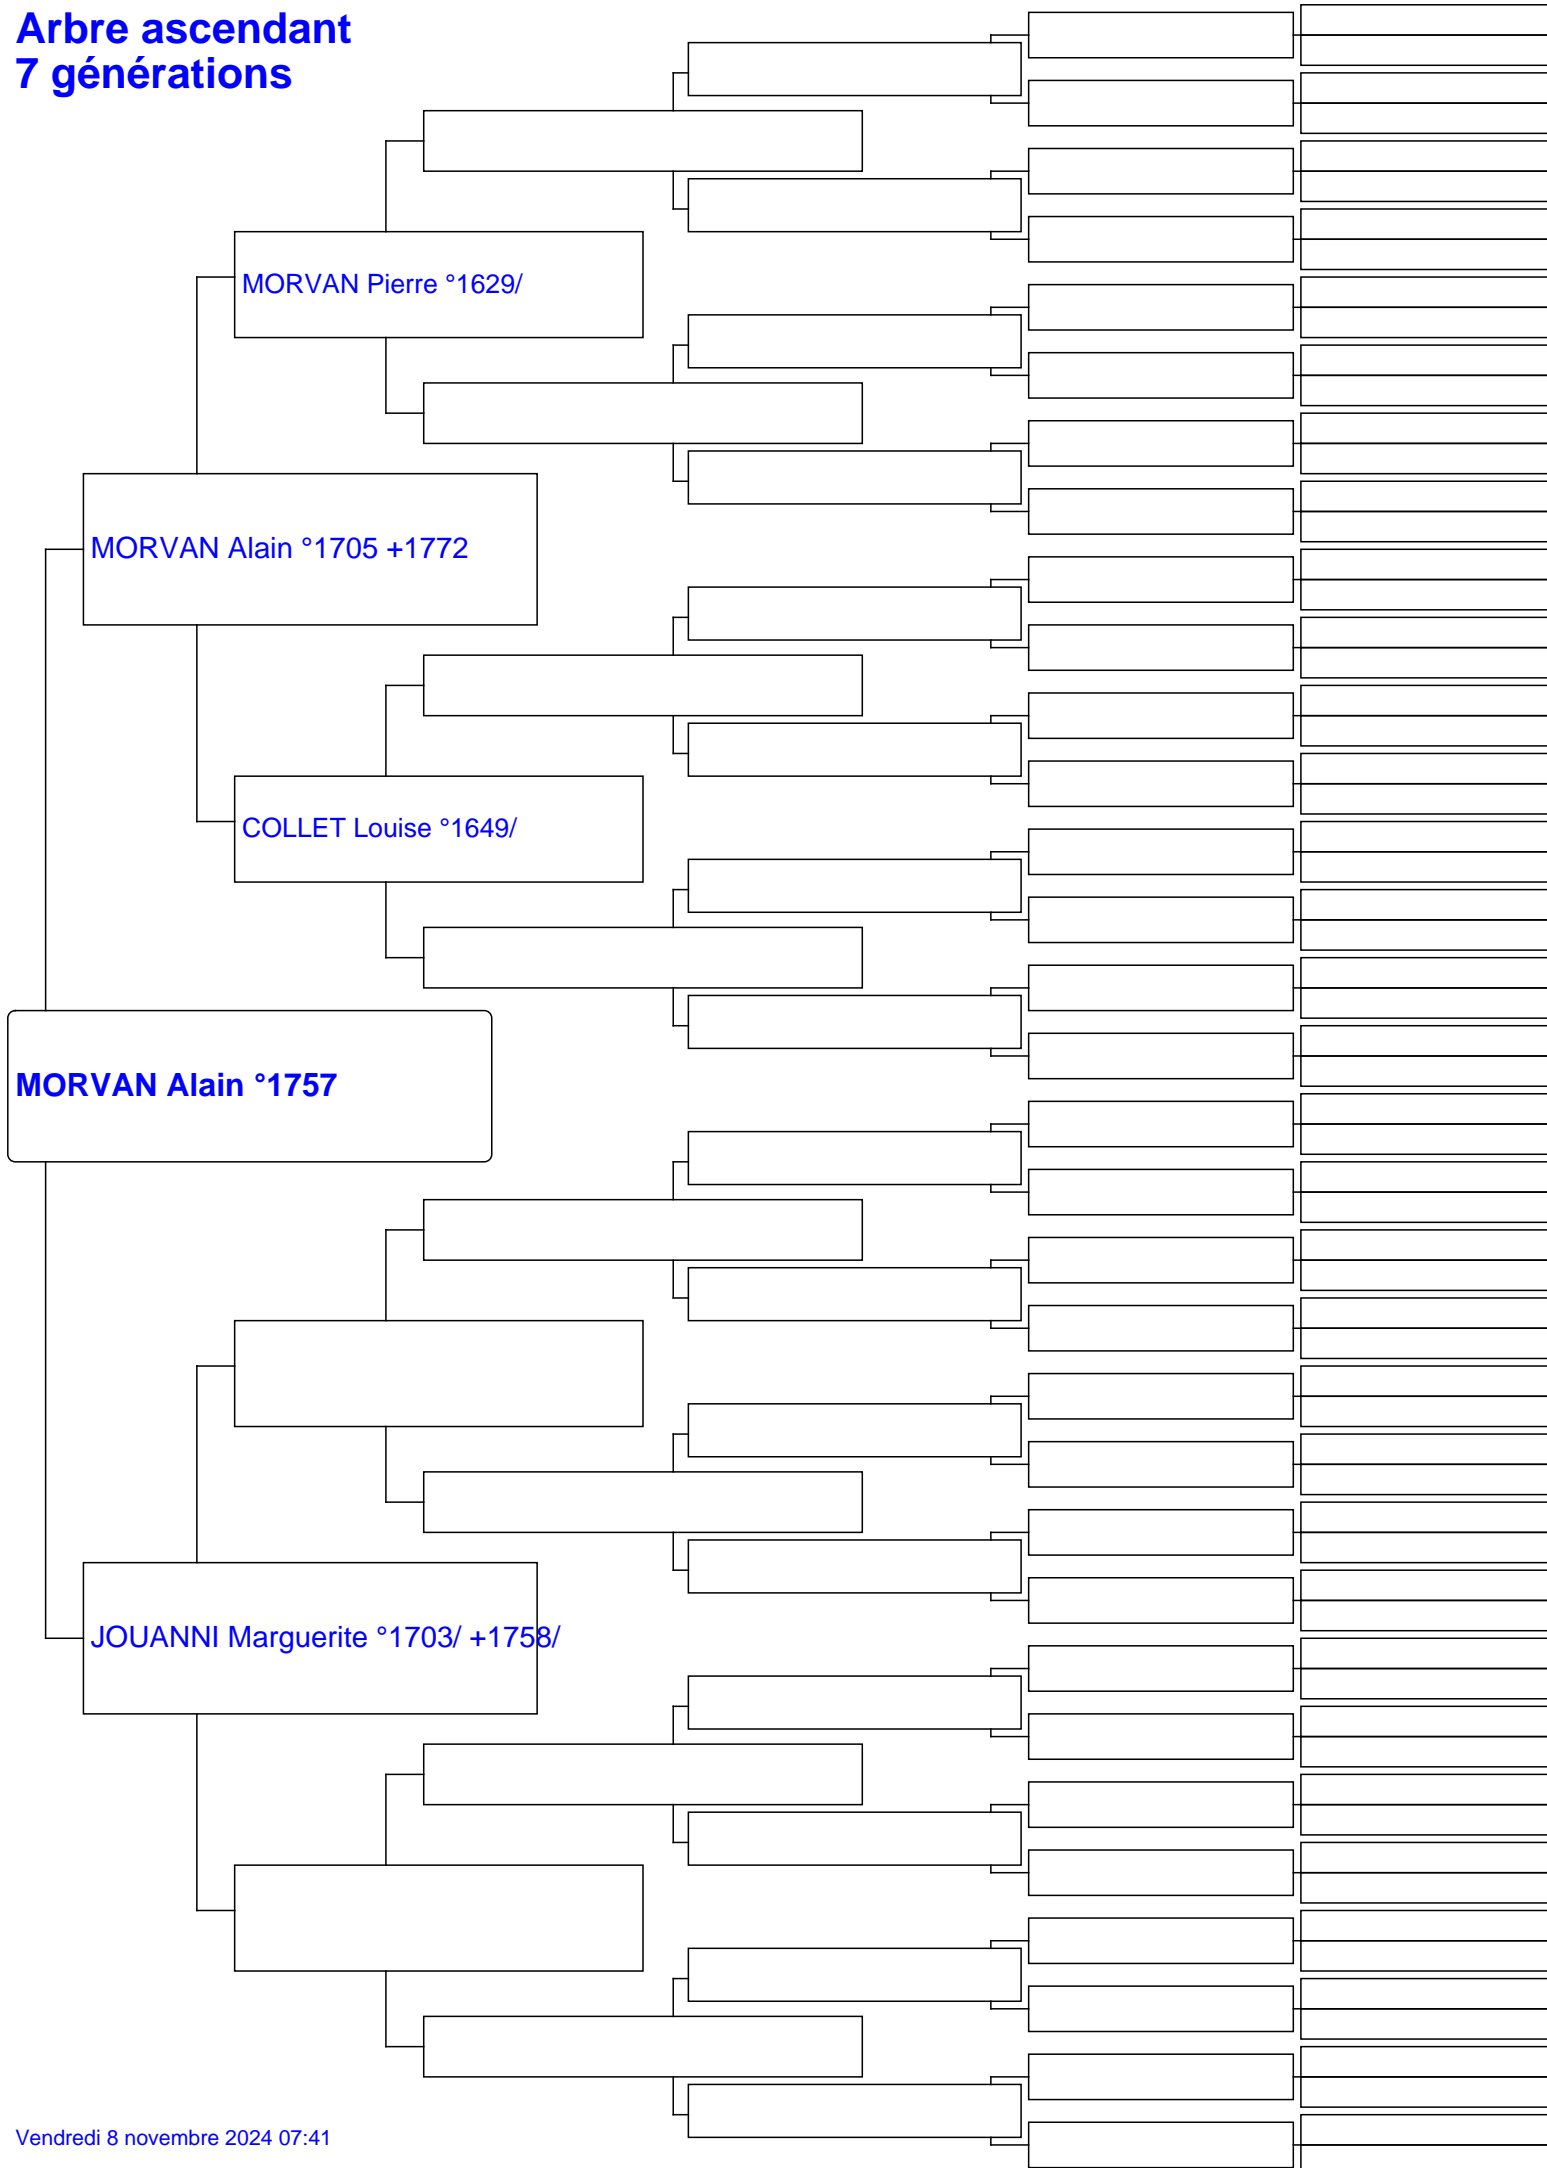 Arbre ascendant
7 générations
MORVAN Pierre °1629/
MORVAN Alain °1705 +1772
COLLET Louise °1649/
MORVAN Alain °1757
JOUANNI Marguerite °1703/ +1758/
Vendredi 8 novembre 2024 07:41